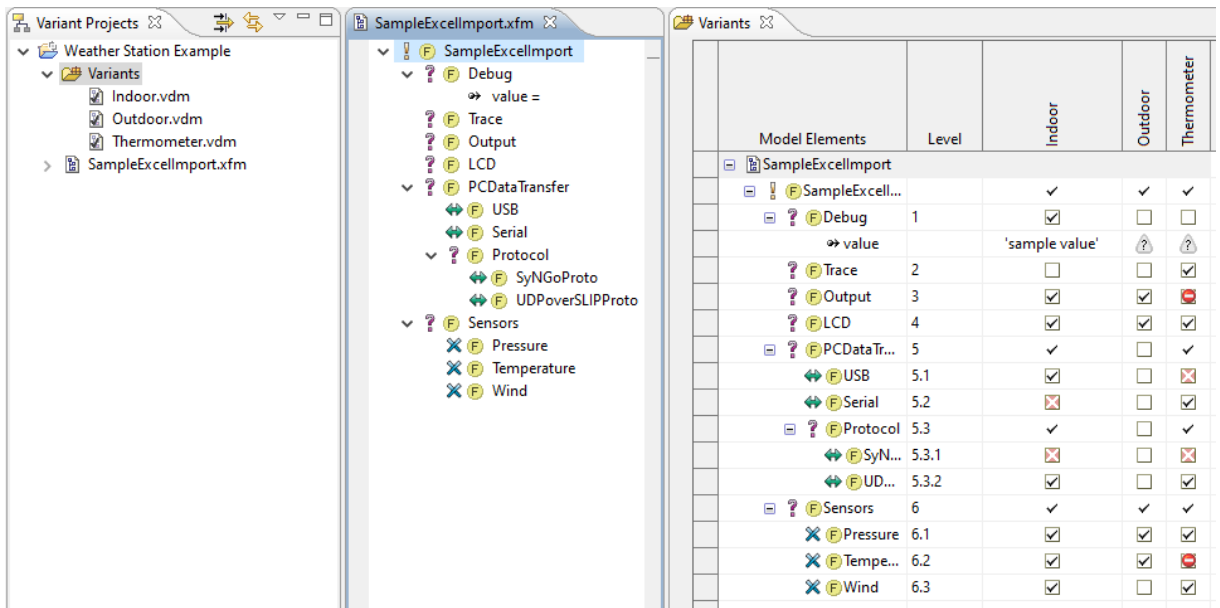 Variant Projects
Weather Station Example
Variants
Indoor.vdm
Outdoor.vdm
Thermometer.vdm
SampleExcelImport.xfm
SampleExcelImport.xfm
SampleExcelImport
Debug
value =
Trace
Output
LCD
PCDataTransfer
USB
Serial
Protocol
SyNGoProto
UDPoverSLIPProto
Sensors
Pressure
Temperature
Wind
Variants
Model Elements Level Indoor Outdoor Thermometer
SampleExcelImport
SampleExcell...
Debug 1
value 'sample value'
Trace 2
Output 3
LCD 4
PCDataTr... 5
USB 5.1
Serial 5.2
Protocol 5.3
SyN... 5.3.1
UD... 5.3.2
Sensors 6
Pressure 6.1
Tempe... 6.2
Wind 6.3